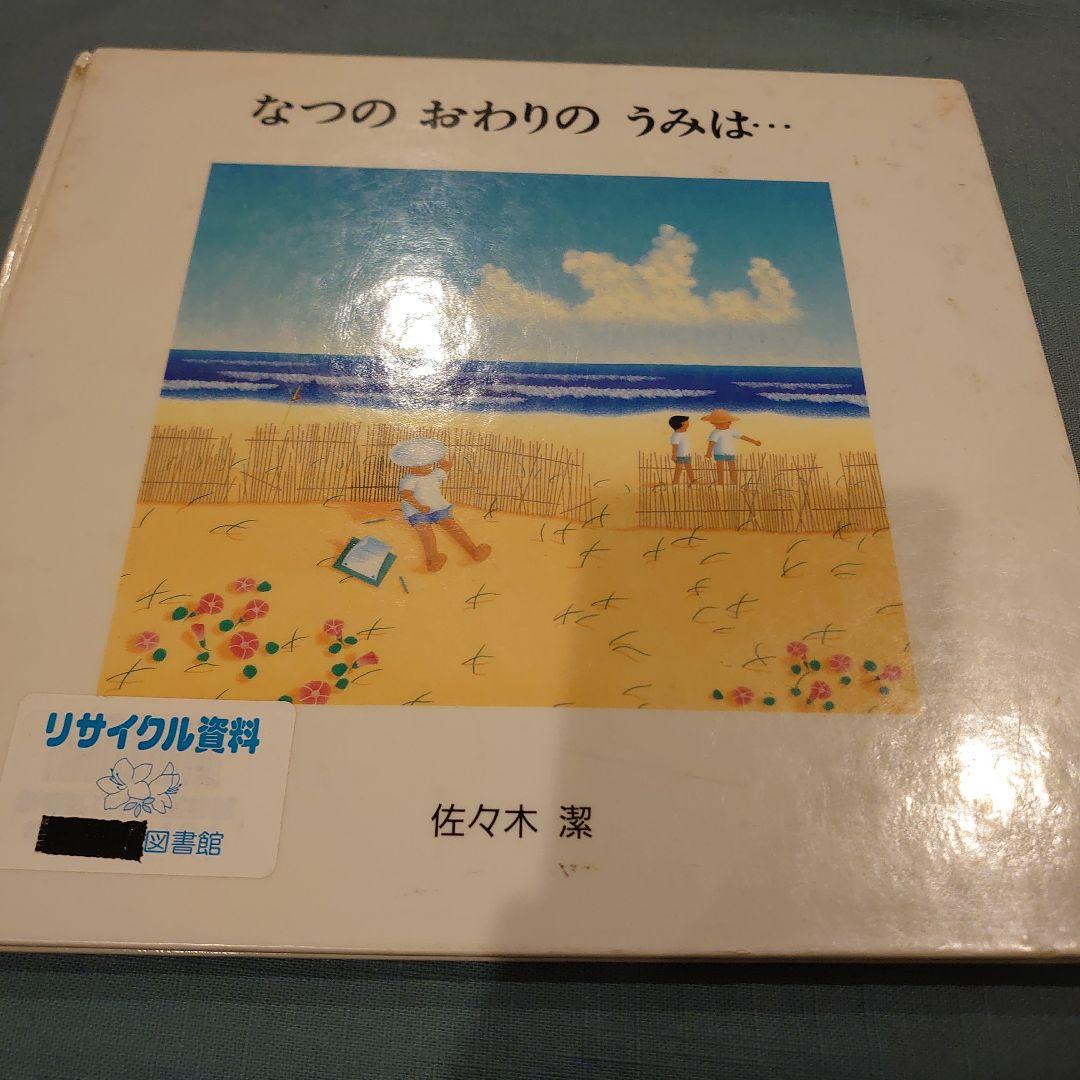 なつの おわりの うみは…
リサイクル資料
図書館
佐々木 潔